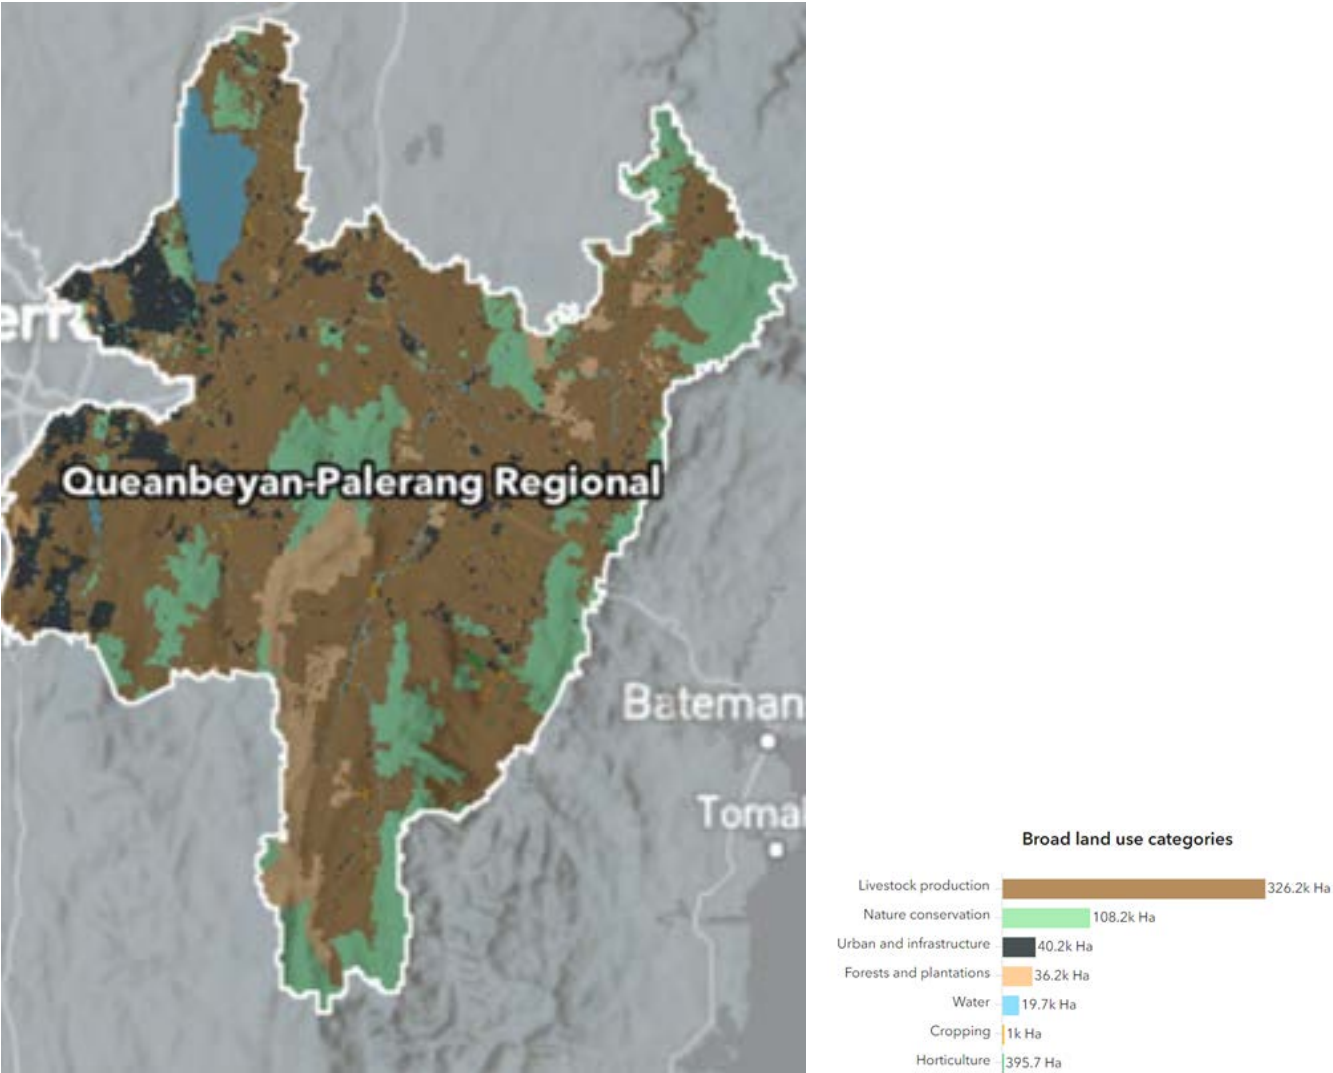 erra
Queanbeyan-Palerang Regional
Bateman
Toma
Broad land use categories
Livestock production 326.2k Ha
Nature conservation 108.2k Ha
Urban and infrastructure 40.2k Ha
Forests and plantations 36.2k Ha
Water 19.7k Ha
Cropping 1k Ha
Horticulture 395.7 Ha